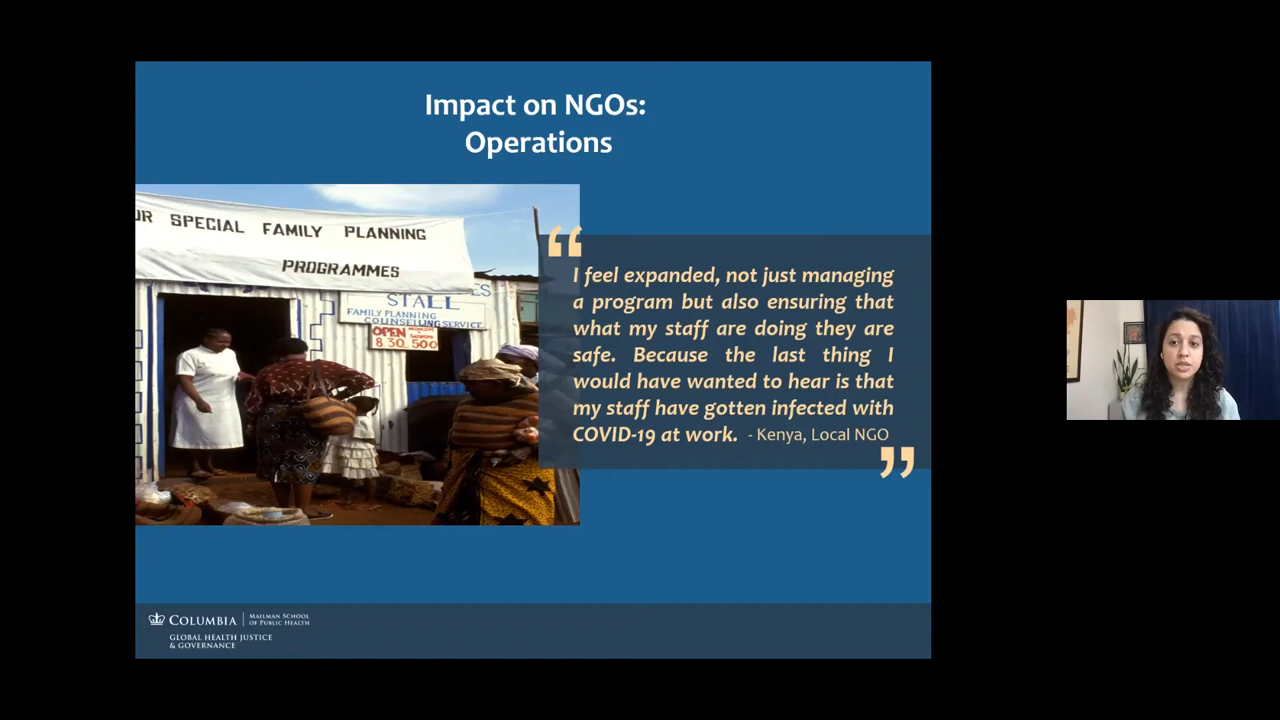 Impact on NGOs:
Operations
OR SPECIAL FAMILY PLANNING
PROGRAMMES
STALL
FAMILY PLANNING
COUNSELLING SERVICE
OPEN
8.30 5.00
“
I feel expanded, not just managing
a program but also ensuring that
what my staff are doing they are
safe. Because the last thing I
would have wanted to hear is that
my staff have gotten infected with
COVID-19 at work. - Kenya, Local NGO
”
COLUMBIA | MAILMAN SCHOOL
OF PUBLIC HEALTH
GLOBAL HEALTH JUSTICE
& GOVERNANCE